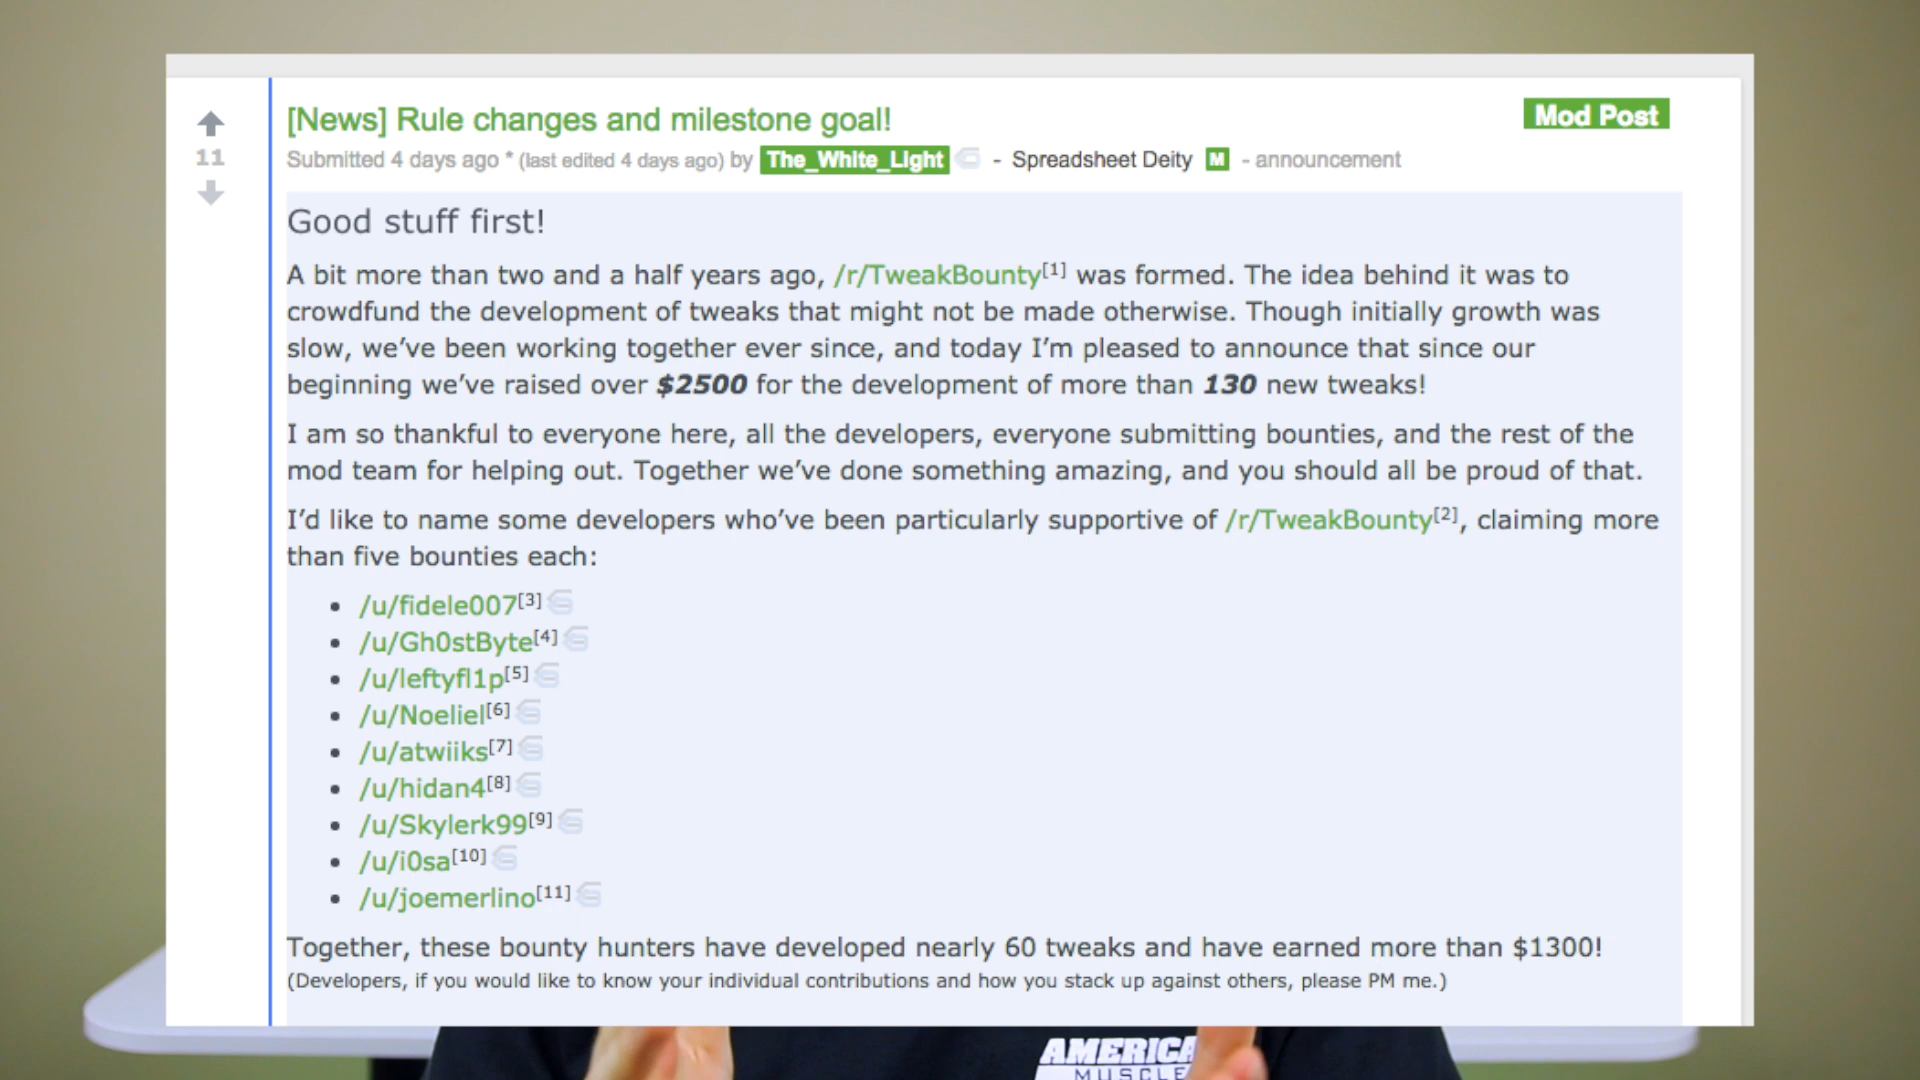 [News] Rule changes and milestone goal!
Mod Post
11
Submitted 4 days ago * (last edited 4 days ago) by The_White_Light - Spreadsheet Deity M - announcement
Good stuff first!
A bit more than two and a half years ago, /r/TweakBounty[1] was formed. The idea behind it was to
crowdfund the development of tweaks that might not be made otherwise. Though initially growth was
slow, we've been working together ever since, and today I'm pleased to announce that since our
beginning we've raised over $2500 for the development of more than 130 new tweaks!
I am so thankful to everyone here, all the developers, everyone submitting bounties, and the rest of the
mod team for helping out. Together we've done something amazing, and you should all be proud of that.
I'd like to name some developers who've been particularly supportive of /r/TweakBounty[2], claiming more
than five bounties each:
• /u/fidele007[3]
• /u/Gh0stByte[4]
• /u/leftyfl1p[5]
• /u/Noeliel[6]
• /u/atwiiks[7]
• /u/hidan4[8]
• /u/Skylerk99[9]
• /u/i0sa[10]
• /u/joemerlino[11]
Together, these bounty hunters have developed nearly 60 tweaks and have earned more than $1300!
(Developers, if you would like to know your individual contributions and how you stack up against others, please PM me.)
AMERICA
MUSCLE